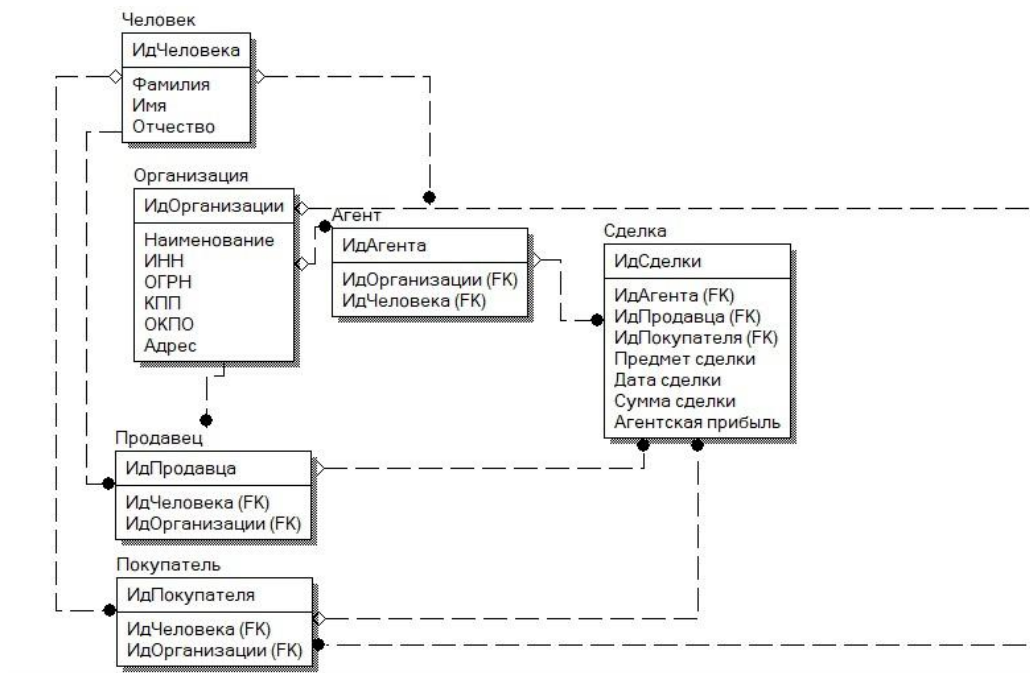 Человек
ИдЧеловека
Фамилия
Имя
Отчество
Организация
ИдОрганизации
Наименование
ИНН
ОГРН
КПП
ОКПО
Адрес
Агент
ИдАгента
ИдОрганизации (FK)
ИдЧеловека (FK)
Сделка
ИдСделки
ИдАгента (FK)
ИдПродавца (FK)
ИдПокупателя (FK)
Предмет сделки
Дата сделки
Сумма сделки
Агентская прибыль
Продавец
ИдПродавца
ИдЧеловека (FK)
ИдОрганизации (FK)
Покупатель
ИдПокупателя
ИдЧеловека (FK)
ИдОрганизации (FK)